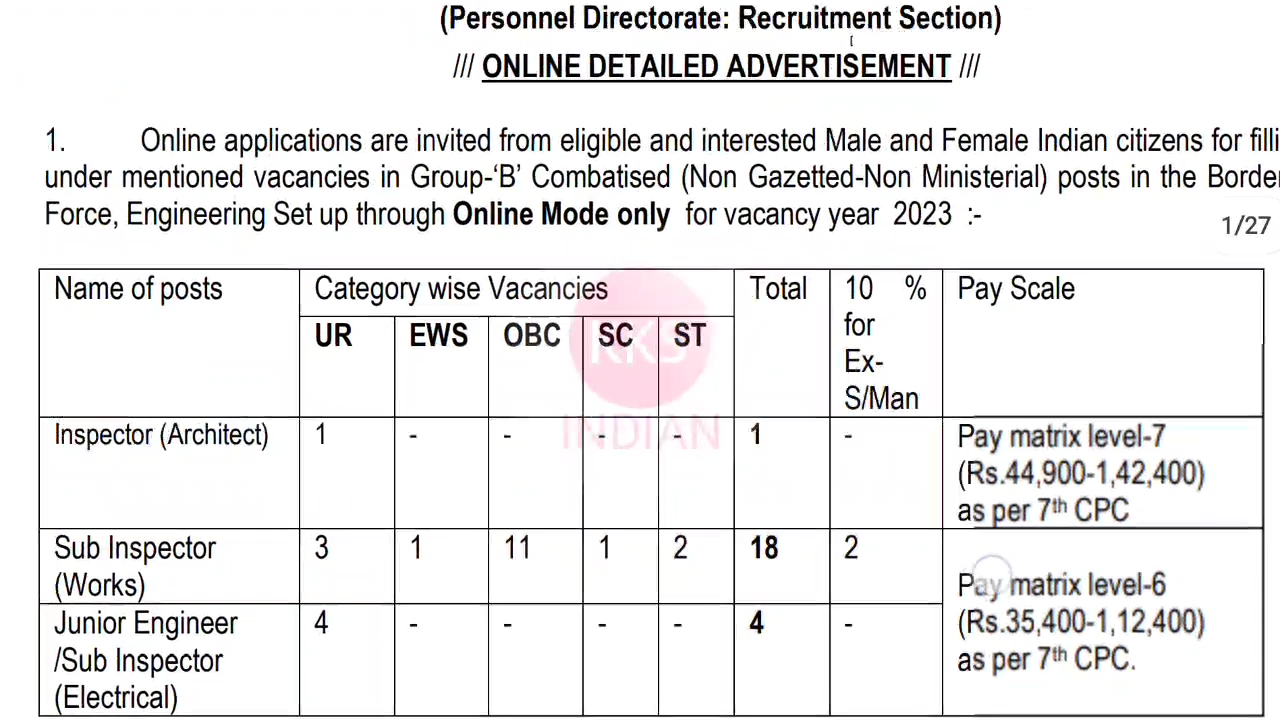 (Personnel Directorate: Recruitment Section)
/// ONLINE DETAILED ADVERTISEMENT ///
1. Online applications are invited from eligible and interested Male and Female Indian citizens for filli
under mentioned vacancies in Group-‘B’ Combatised (Non Gazetted-Non Ministerial) posts in the Border
Force, Engineering Set up through Online Mode only for vacancy year 2023 :-
1/27
Name of posts Category wise Vacancies Total 10 % for Ex-S/Man Pay Scale
UR EWS OBC SC ST
RKS
INDIAN
Inspector (Architect) 1 - - - - 1 - Pay matrix level-7
(Rs.44,900-1,42,400)
as per 7th CPC
Sub Inspector (Works) 3 1 11 1 2 18 2
Pay matrix level-6
(Rs.35,400-1,12,400)
as per 7th CPC.
Junior Engineer /Sub Inspector (Electrical) 4 - - - - 4 -